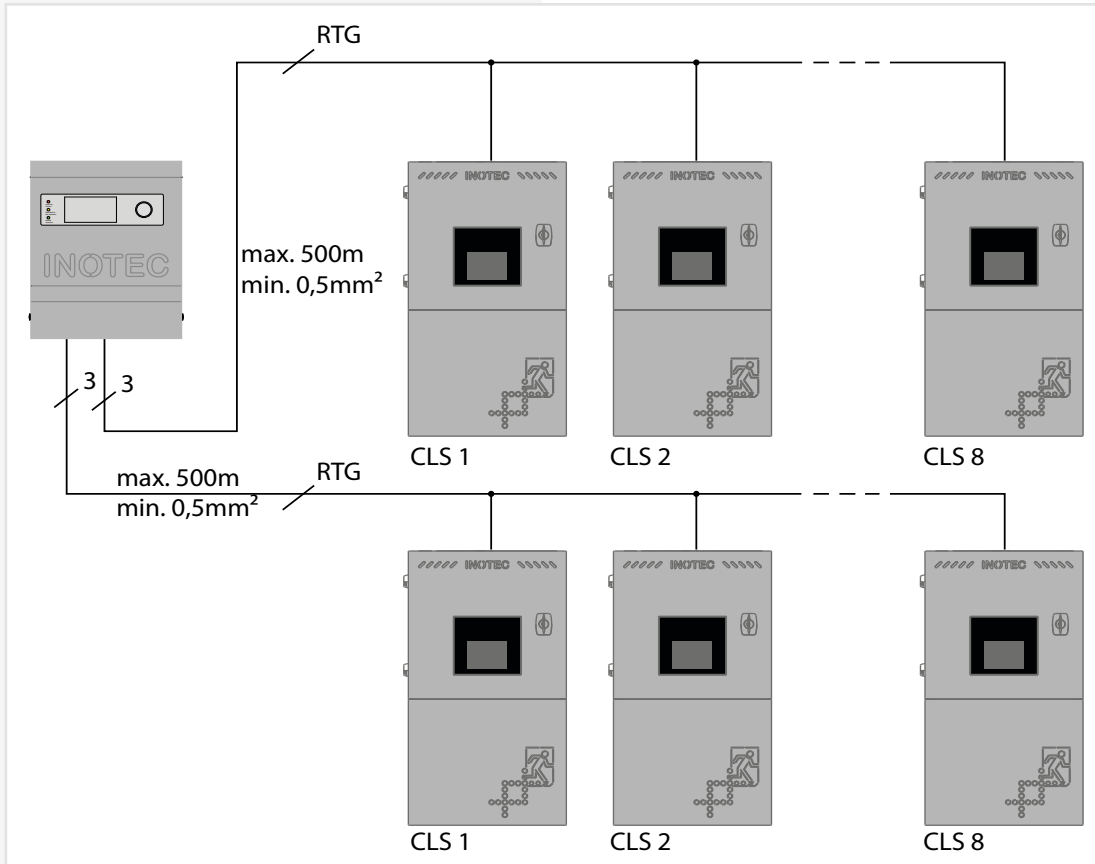 RTG
INOTEC
INOTEC
INOTEC
INOTEC
max. 500m
min. 0,5mm²
3
3
CLS 1
CLS 2
CLS 8
max. 500m
min. 0,5mm²
RTG
INOTEC
INOTEC
INOTEC
CLS 1
CLS 2
CLS 8